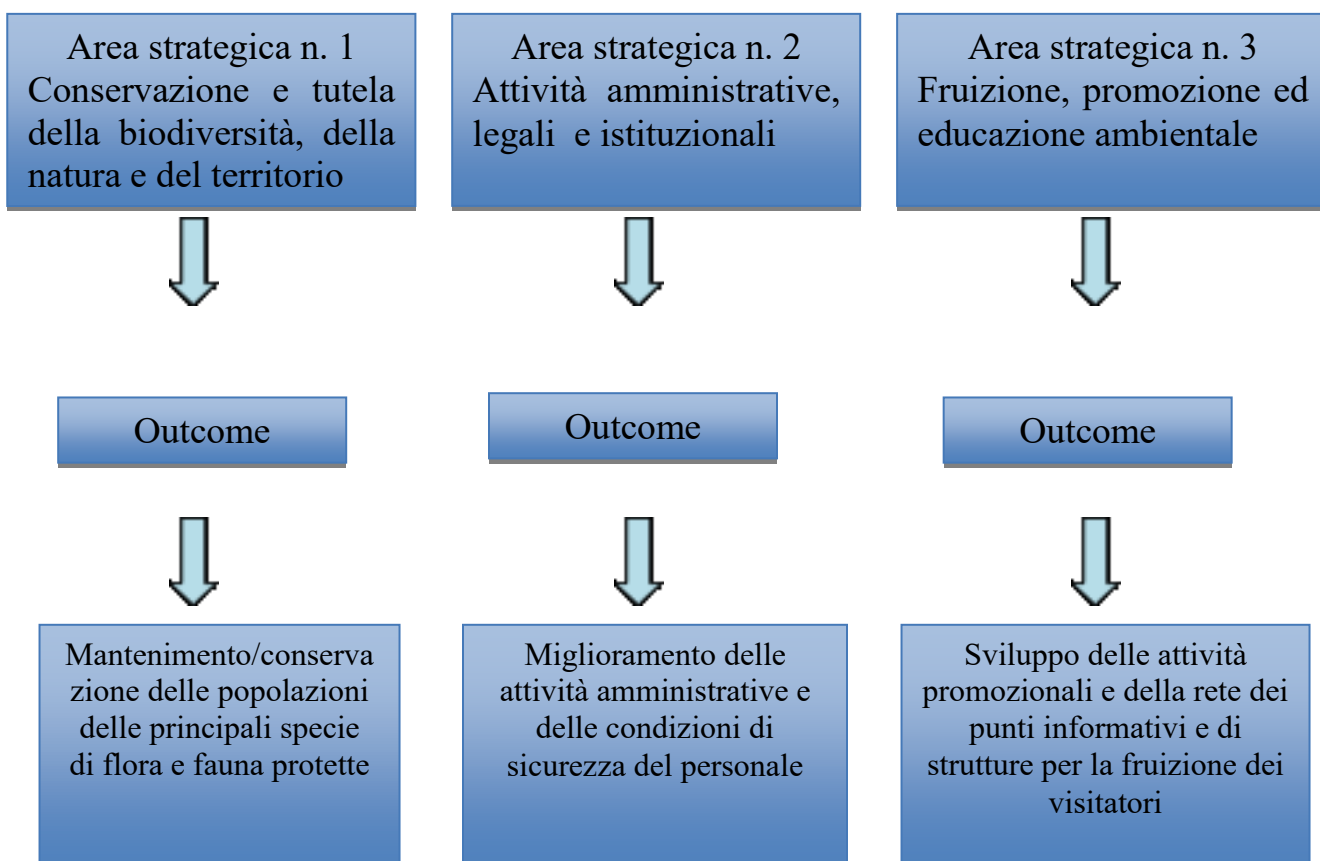 Area strategica n. 1
Conservazione e tutela
della biodiversità, della
natura e del territorio
Area strategica n. 2
Attività amministrative,
legali e istituzionali
Area strategica n. 3
Fruizione, promozione ed
educazione ambientale
Outcome
Outcome
Outcome
Mantenimento/conserva
zione delle popolazioni
delle principali specie
di flora e fauna protette
Miglioramento delle
attività amministrative e
delle condizioni di
sicurezza del personale
Sviluppo delle attività
promozionali e della rete dei
punti informativi e di
strutture per la fruizione dei
visitatori